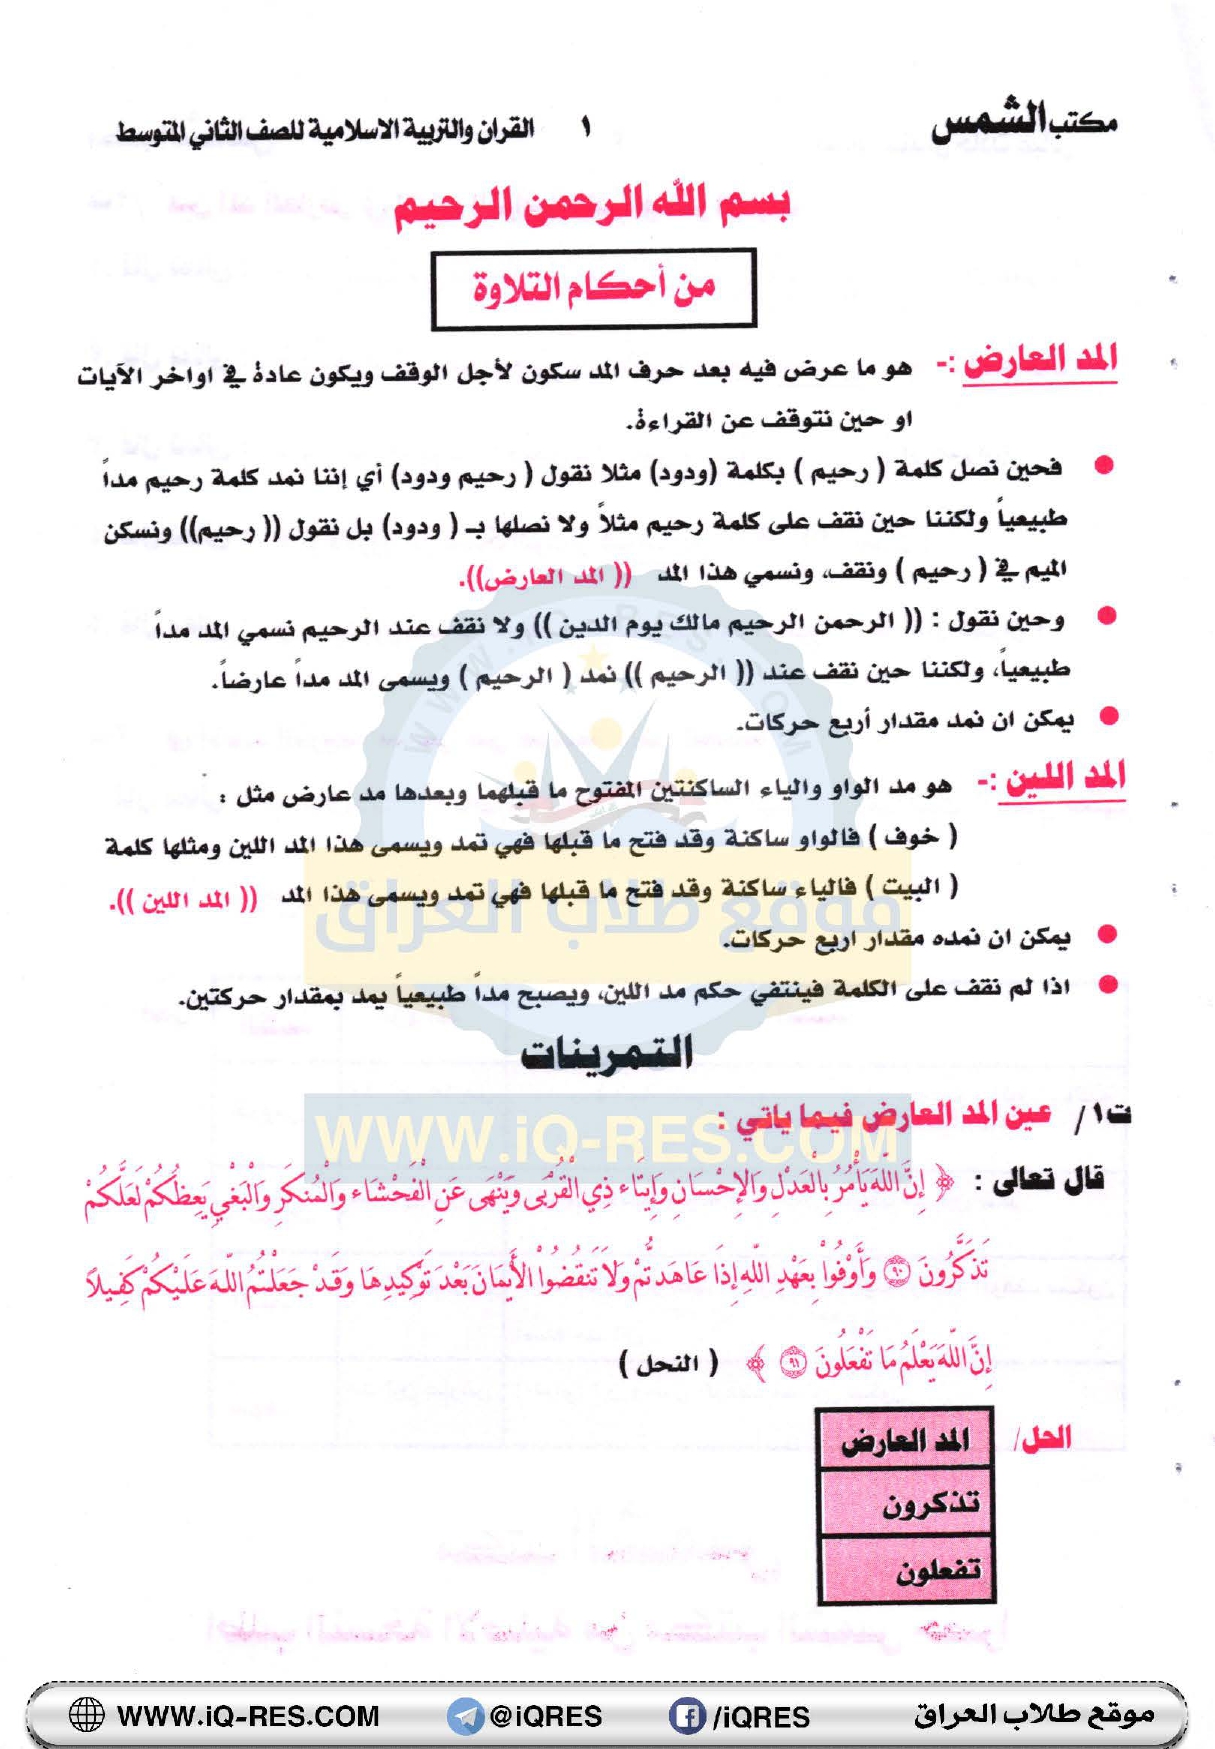 مكتب الشمس ١ القران والتربية الاسلامية للصف الثاني المتوسط
بسم الله الرحمن الرحيم
من أحكام التلاوة
المد العارض :- هو ما عرض فيه بعد حرف المد سكون لأجل الوقف ويكون عادة في اواخر الآيات
او حين نتوقف عن القراءة.
● فحين نصل كلمة ( رحيم ) بكلمة (ودود) مثلا نقول ( رحيم ودود) أي إننا نمد كلمة رحيم مداً
طبيعياً ولكننا حين نقف على كلمة رحيم مثلاً ولا نصلها بـ ( ودود) بل نقول (( رحيم)) ونسكن
الميم في ( رحيم ) ونقف، ونسمي هذا المد (( المد العارض)).
● وحين نقول : (( الرحمن الرحيم مالك يوم الدين )) ولا نقف عند الرحيم نسمي المد مداً
طبيعياً، ولكننا حين نقف عند (( الرحيم )) نمد ( الرحيم ) ويسمى المد مداً عارضاً.
● يمكن ان نمد مقدار أربع حركات.
المد اللين :- هو مد الواو والياء الساكنتين المفتوح ما قبلهما وبعدها مد عارض مثل :
( خوف ) فالواو ساكنة وقد فتح ما قبلها فهي تمد ويسمى هذا المد اللين ومثلها كلمة
( البيت ) فالياء ساكنة وقد فتح ما قبلها فهي تمد ويسمى هذا المد (( المد اللين )).
● يمكن ان نمده مقدار اربع حركات.
● اذا لم نقف على الكلمة فينتفي حكم مد اللين، ويصبح مداً طبيعياً يمد بمقدار حركتين.
موقع طلاب العراق
التمرينات
WWW.iQ-RES.COM
ت١/ عين المد العارض فيما ياتي :
قال تعالى : ﴿ إِنَّ اللَّهَ يَأْمُرُ بِالْعَدْلِ وَالْإِحْسَانِ وَإِيتَاءِ ذِي الْقُرْبَى وَيَنْهَى عَنِ الْفَحْشَاءِ وَالْمُنكَرِ وَالْبَغْيِ يَعِظُكُمْ لَعَلَّكُمْ
تَذَكَّرُونَ ۝٩٠ وَأَوْفُوا بِعَهْدِ اللَّهِ إِذَا عَاهَدتُّمْ وَلَا تَنقُضُوا الْأَيْمَانَ بَعْدَ تَوْكِيدِهَا وَقَدْ جَعَلْتُمُ اللَّهَ عَلَيْكُمْ كَفِيلًا
إِنَّ اللَّهَ يَعْلَمُ مَا تَفْعَلُونَ ۝٩١ ﴾ ( النحل )
الحل/ المد العارض
تذكرون
تفعلون
WWW.iQ-RES.COM @iQRES /iQRES موقع طلاب العراق